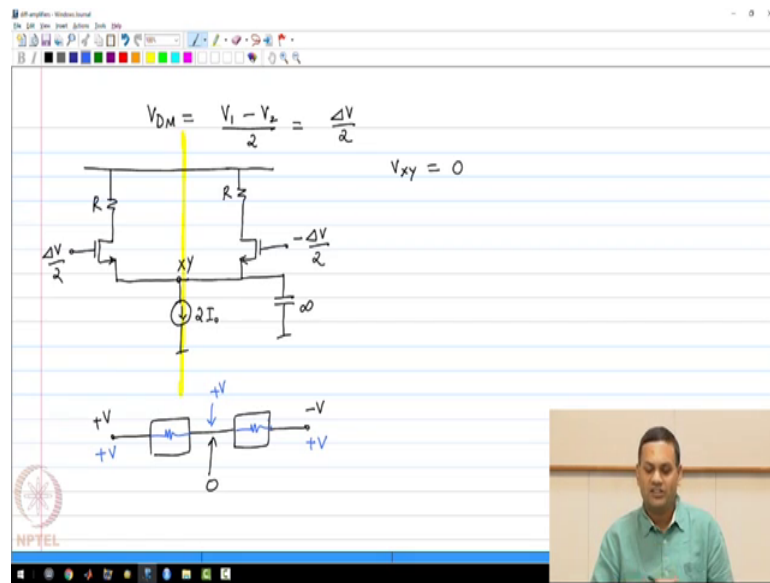 diff-amplifiers - Windows Journal
File Edit View Insert Actions Tools Help
B I
V_DM = (V_1 - V_2)/2 = ΔV/2
V_XY = 0
R R
ΔV/2 XY -ΔV/2
2I_o ∞
+V
+V -V
+V +V
0
NPTEL